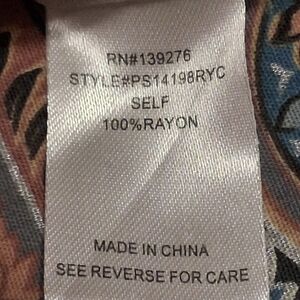 RN#139276
STYLE#PS14198RYC
SELF
100%RAYON
MADE IN CHINA
SEE REVERSE FOR CARE